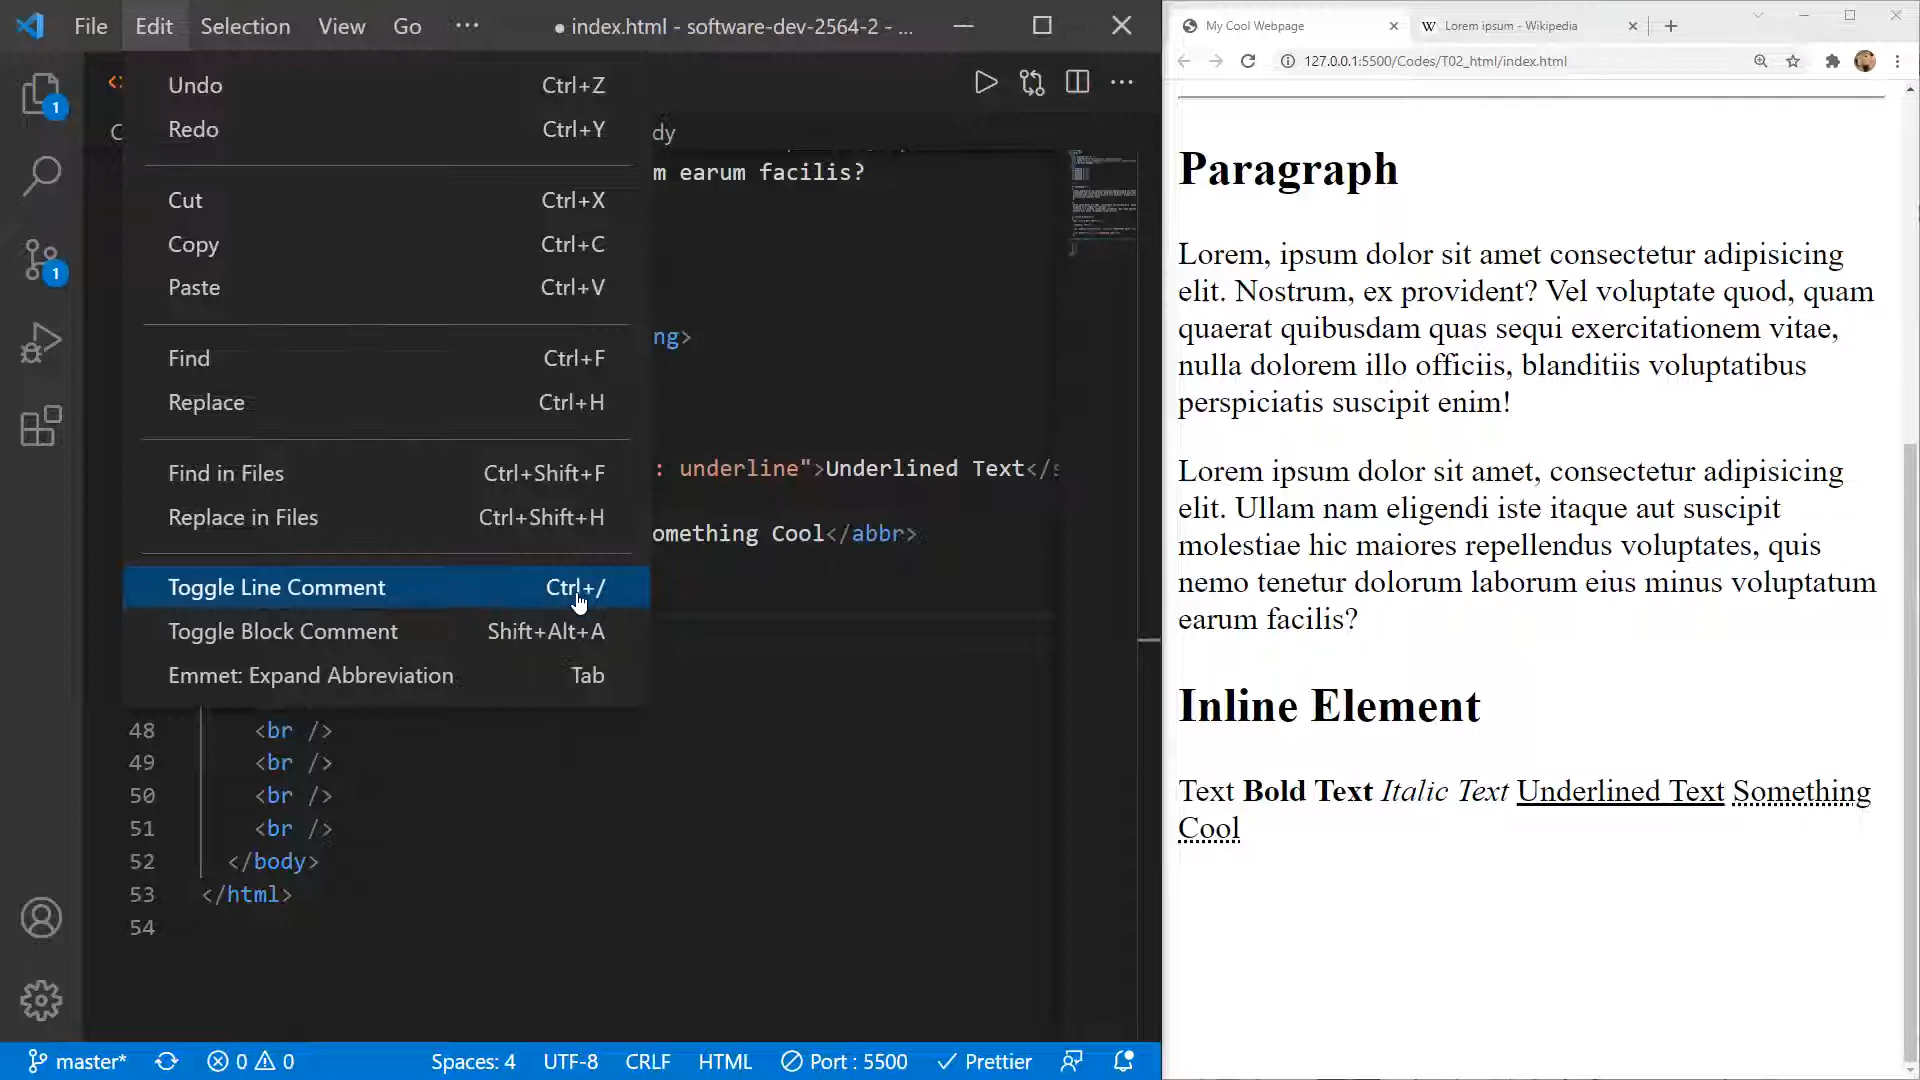 File Edit Selection View Go ··· ● index.html - software-dev-2564-2 - ...
Undo Ctrl+Z
Redo Ctrl+Y
dy
m earum facilis?
Cut Ctrl+X
Copy Ctrl+C
Paste Ctrl+V
ng>
Find Ctrl+F
Replace Ctrl+H
Find in Files Ctrl+Shift+F
: underline">Underlined Text</s
Replace in Files Ctrl+Shift+H
omething Cool</abbr>
Toggle Line Comment Ctrl+/
Toggle Block Comment Shift+Alt+A
Emmet: Expand Abbreviation Tab
1
1
48 <br />
49 <br />
50 <br />
51 <br />
52 </body>
53 </html>
54
master* 0 0 Spaces: 4 UTF-8 CRLF HTML Port : 5500 Prettier
My Cool Webpage Lorem ipsum - Wikipedia
127.0.0.1:5500/Codes/T02_html/index.html
Paragraph
Lorem, ipsum dolor sit amet consectetur adipisicing
elit. Nostrum, ex provident? Vel voluptate quod, quam
quaerat quibusdam quas sequi exercitationem vitae,
nulla dolorem illo officiis, blanditiis voluptatibus
perspiciatis suscipit enim!
Lorem ipsum dolor sit amet, consectetur adipisicing
elit. Ullam nam eligendi iste itaque aut suscipit
molestiae hic maiores repellendus voluptates, quis
nemo tenetur dolorum laborum eius minus voluptatum
earum facilis?
Inline Element
Text Bold Text Italic Text Underlined Text Something
Cool